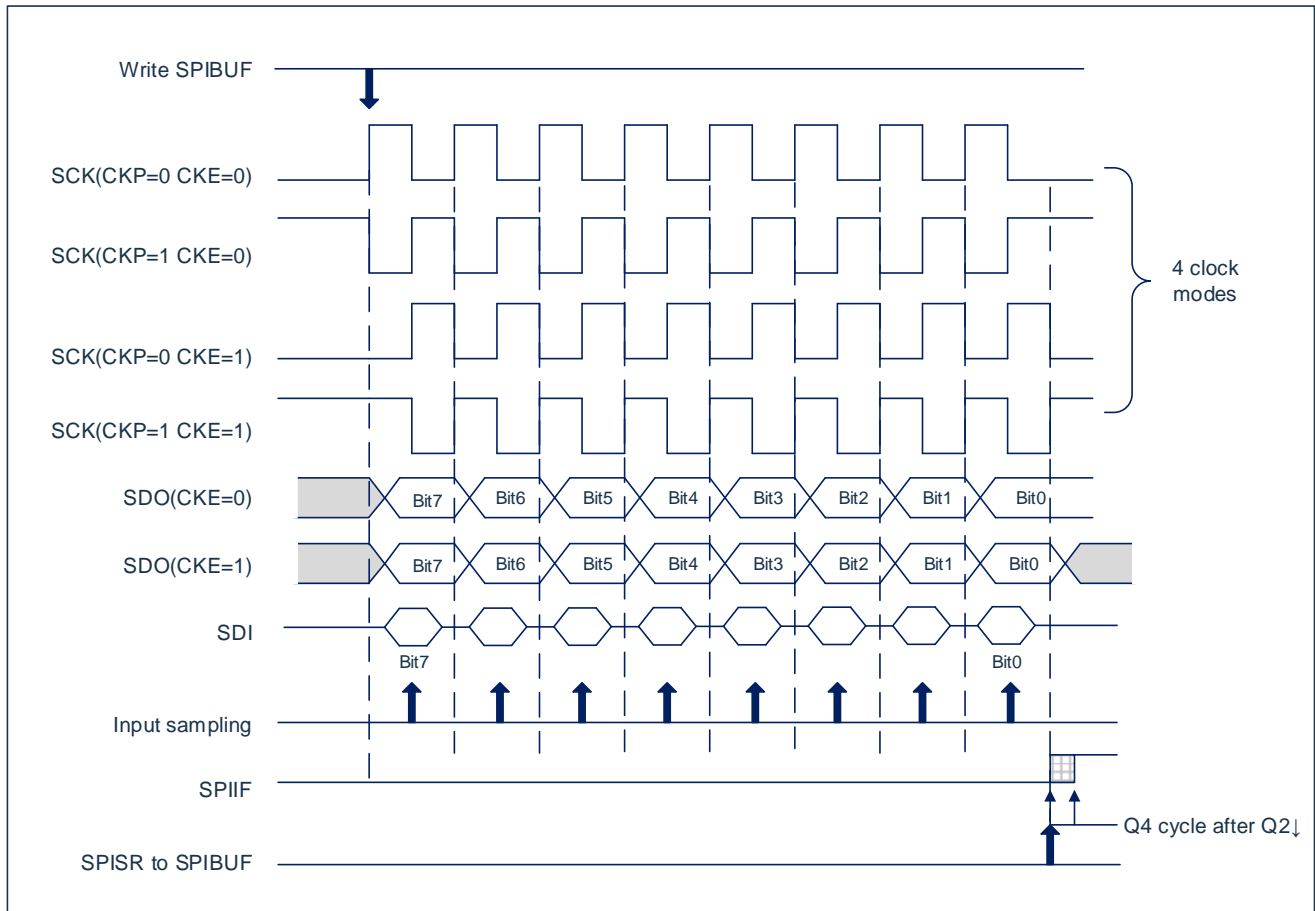 Write SPIBUF
SCK(CKP=0 CKE=0)
SCK(CKP=1 CKE=0)
4 clock
modes
SCK(CKP=0 CKE=1)
SCK(CKP=1 CKE=1)
SDO(CKE=0) Bit7 Bit6 Bit5 Bit4 Bit3 Bit2 Bit1 Bit0
SDO(CKE=1) Bit7 Bit6 Bit5 Bit4 Bit3 Bit2 Bit1 Bit0
SDI
Bit7 Bit0
Input sampling
SPIIF
Q4 cycle after Q2↓
SPISR to SPIBUF